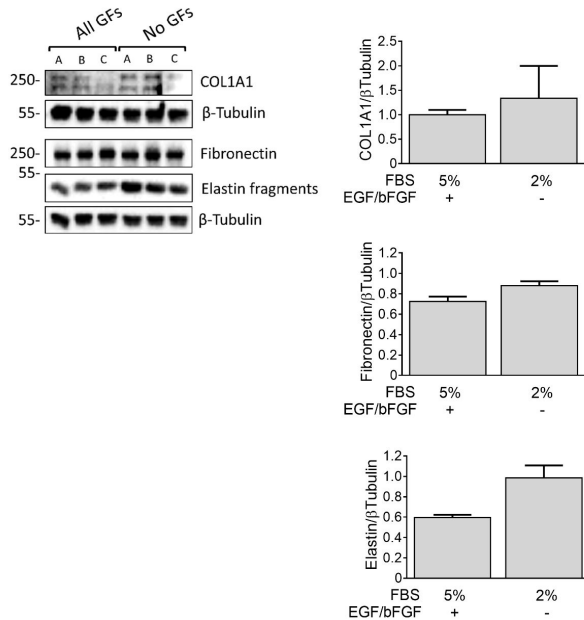 All GFs No GFs
A B C A B C
250- COL1A1
55- β-Tubulin
250- Fibronectin
55
Elastin fragments
55- β-Tubulin
COL1A1/βTubulin
2.5
2.0
1.5
1.0
0.5
0.0
FBS 5% 2%
EGF/bFGF + -
Fibronectin/βTubulin
1.2
1.0
0.8
0.6
0.4
0.2
0
FBS 5% 2%
EGF/bFGF + -
Elastin/βTubulin
1.2
1.0
0.8
0.6
0.4
0.2
0
FBS 5% 2%
EGF/bFGF + -